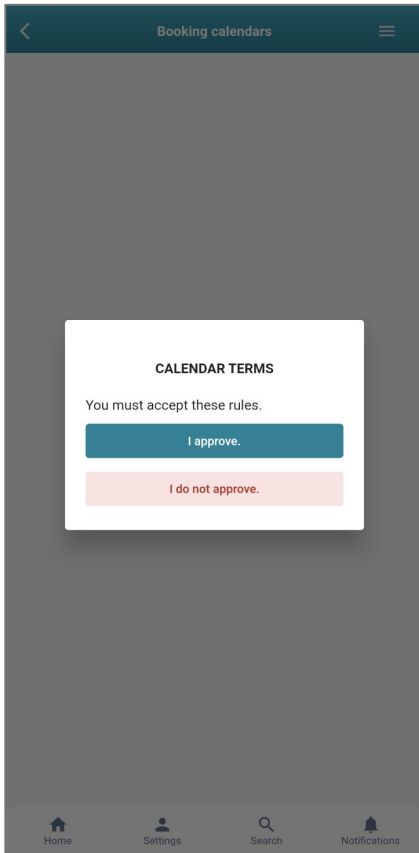 Booking calendars
CALENDAR TERMS
You must accept these rules.
I approve.
I do not approve.
Home
Settings
Search
Notifications